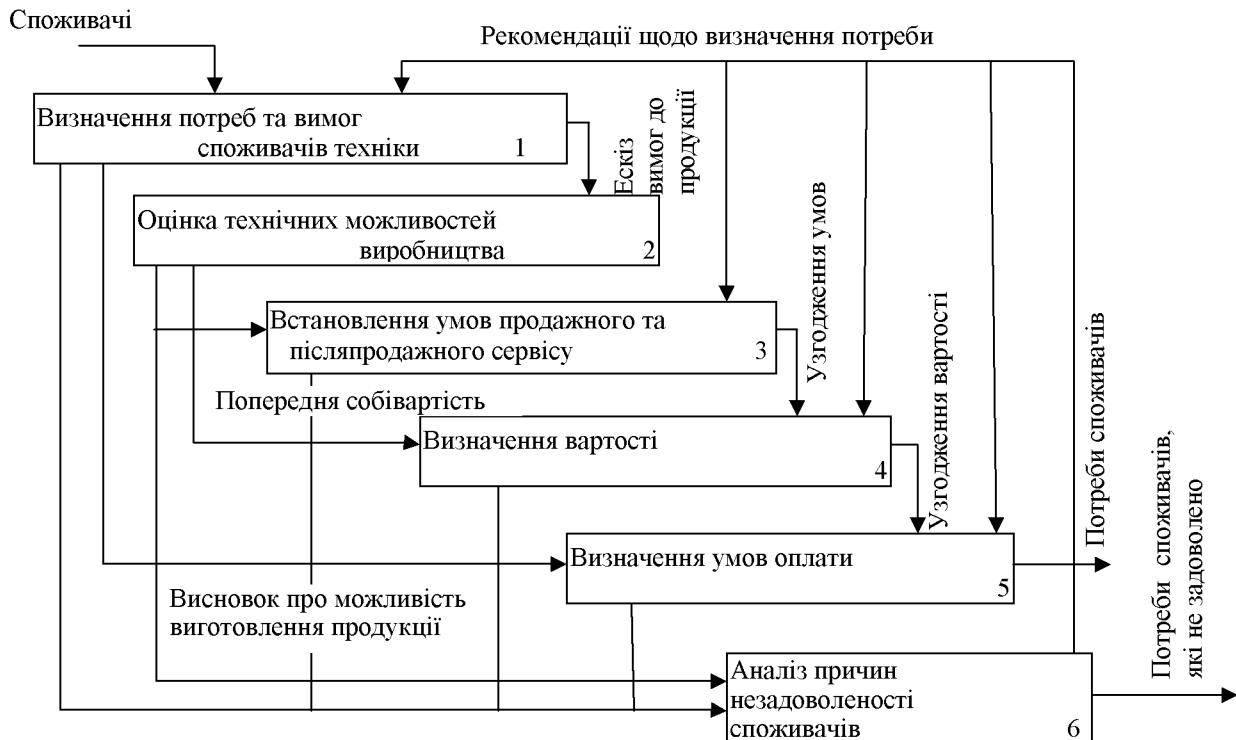 Споживачі
Рекомендації щодо визначення потреби
Визначення потреб та вимог
споживачів техніки 1
Ескіз
вимог до
продукції
Оцінка технічних можливостей
виробництва 2
Встановлення умов продажного та
післяпродажного сервісу 3
Узгодження умов
Попередня собівартість
Визначення вартості
4
Узгодження вартості
Визначення умов оплати
5
Потреби споживачів
Потреби споживачів,
які не задоволено
Висновок про можливість
виготовлення продукції
Аналіз причин
незадоволеності
споживачів 6